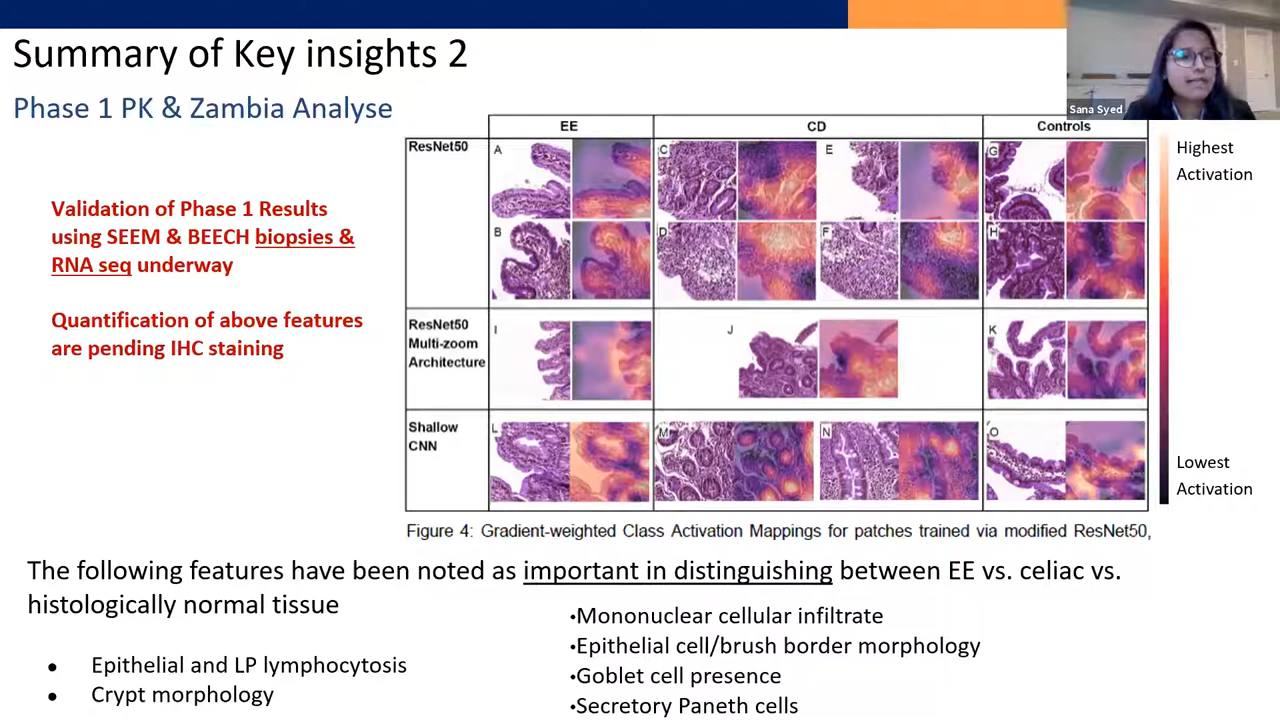 Summary of Key insights 2
Phase 1 PK & Zambia Analyse
Sana Syed
Validation of Phase 1 Results
using SEEM & BEECH biopsies &
RNA seq underway
Quantification of above features
are pending IHC staining
EE CD Controls
ResNet50
A C E G
B D F H
ResNet50
Multi-zoom
Architecture
I J K
Shallow
CNN
L M N O
Highest
Activation
Lowest
Activation
Figure 4: Gradient-weighted Class Activation Mappings for patches trained via modified ResNet50,
The following features have been noted as important in distinguishing between EE vs. celiac vs.
histologically normal tissue
● Epithelial and LP lymphocytosis
● Crypt morphology
•Mononuclear cellular infiltrate
•Epithelial cell/brush border morphology
•Goblet cell presence
•Secretory Paneth cells